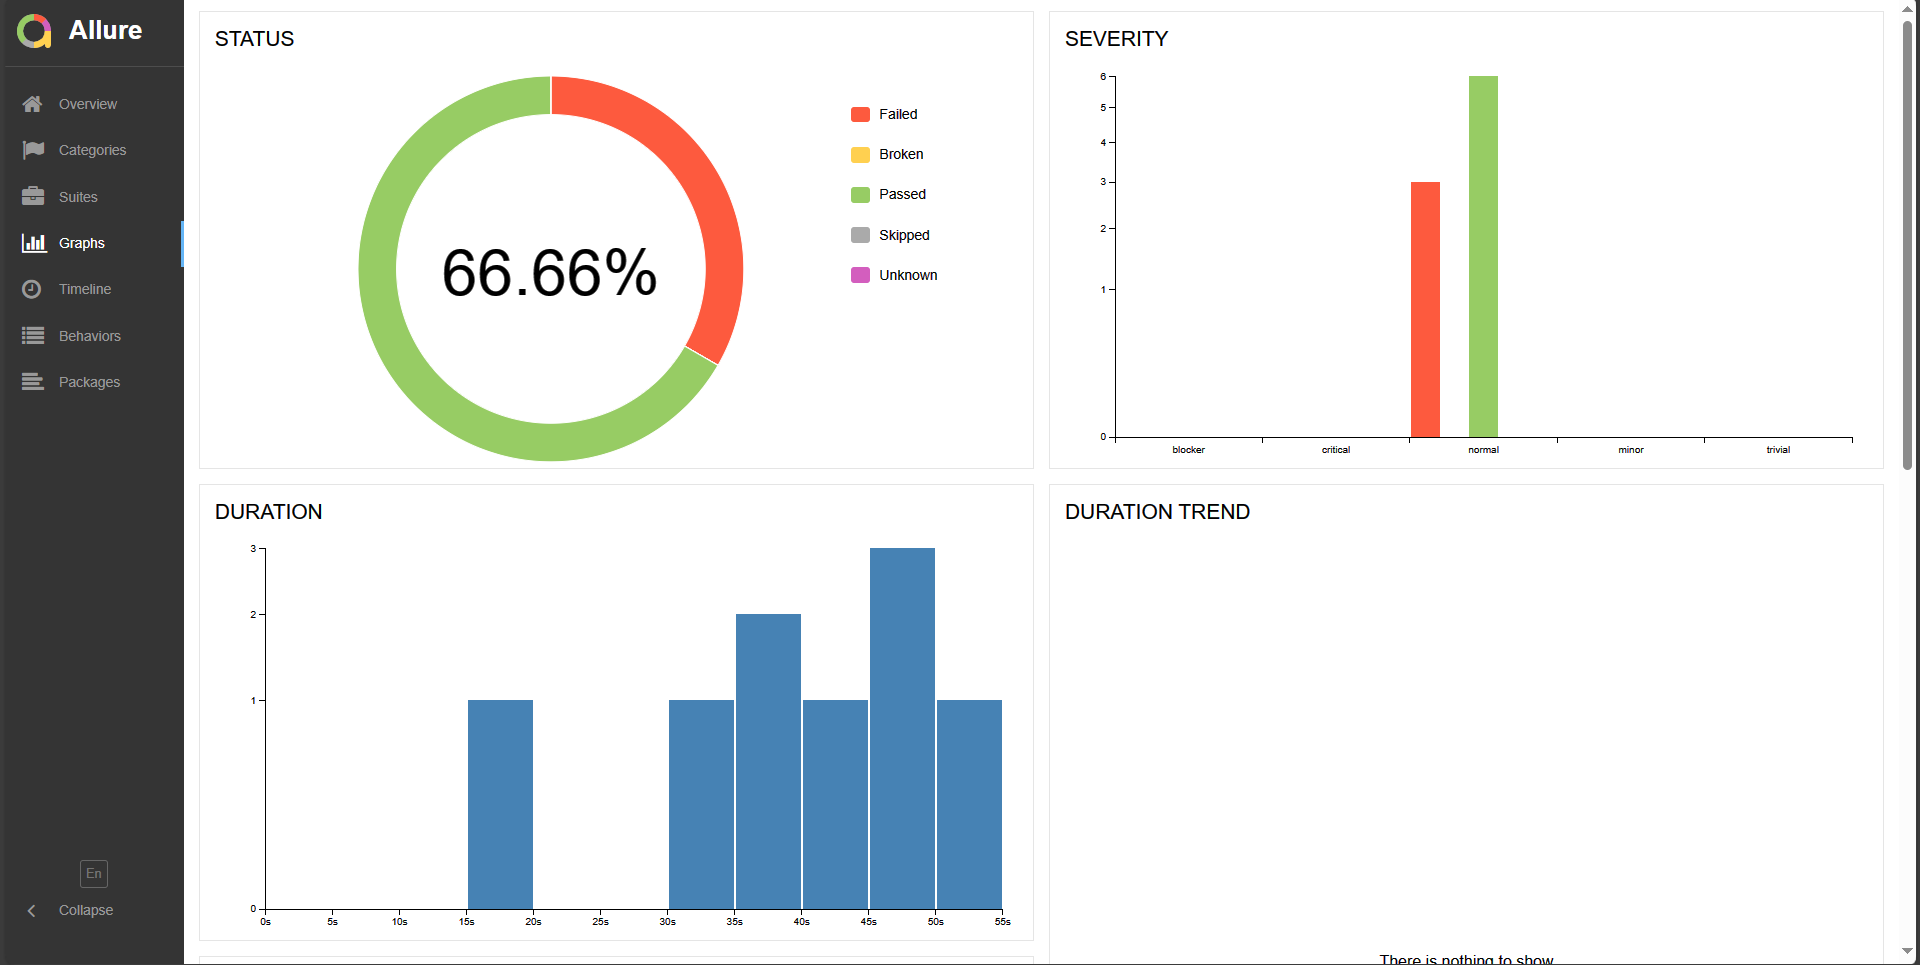 Allure
Overview
Categories
Suites
Graphs
Timeline
Behaviors
Packages
En
Collapse
STATUS
66.66%
Failed
Broken
Passed
Skipped
Unknown
SEVERITY
6
5
4
3
2
1
0
blocker critical normal minor trivial
DURATION
3
2
1
0
0s 5s 10s 15s 20s 25s 30s 35s 40s 45s 50s 55s
DURATION TREND
There is nothing to show